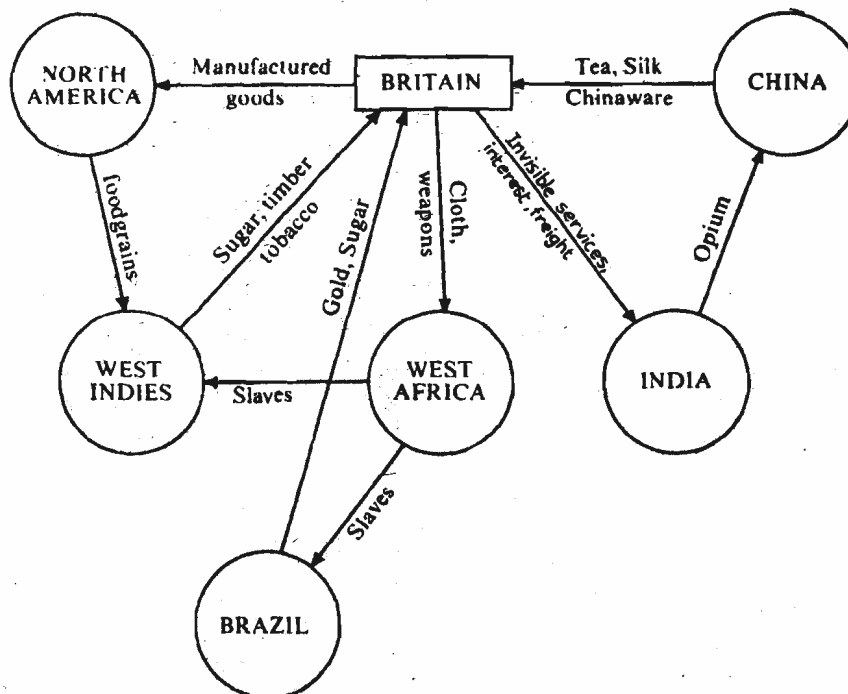 NORTH
AMERICA
Manufactured
goods
BRITAIN
Tea, Silk
Chinaware
CHINA
foodgrains
Sugar, timber
tobacco
Gold, Sugar
Cloth,
weapons
Invisible services,
interest, freight
Opium
WEST
INDIES
Slaves
WEST
AFRICA
INDIA
Slaves
BRAZIL